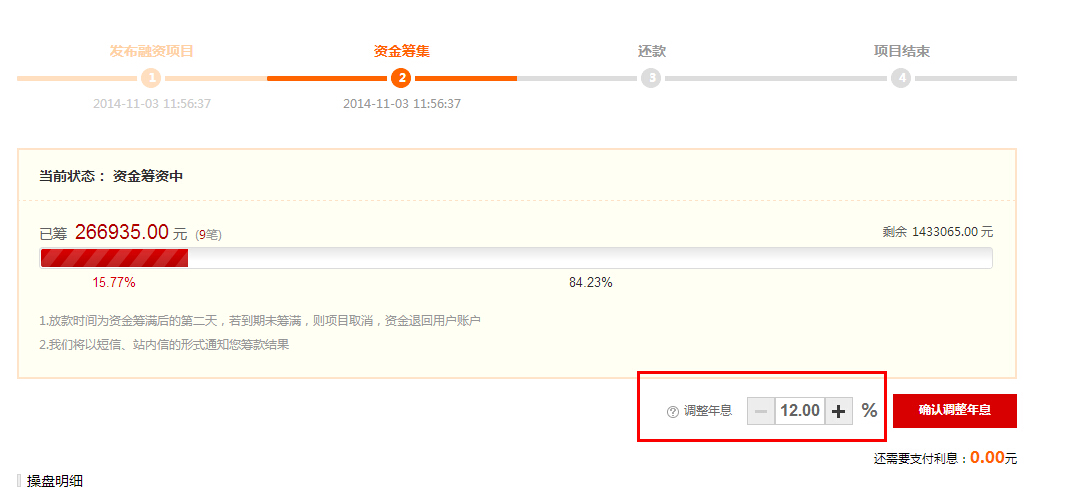 发布融资项目 资金筹集 还款 项目结束
1 2 3 4
2014-11-03 11:56:37 2014-11-03 11:56:37
当前状态： 资金筹资中
已筹 266935.00 元 (9笔) 剩余 1433065.00 元
15.77% 84.23%
1.放款时间为资金筹满后的第二天，若到期未筹满，则项目取消，资金退回用户账户
2.我们将以短信、站内信的形式通知您筹款结果
? 调整年息 − 12.00 + % 确认调整年息
还需要支付利息：0.00元
操盘明细